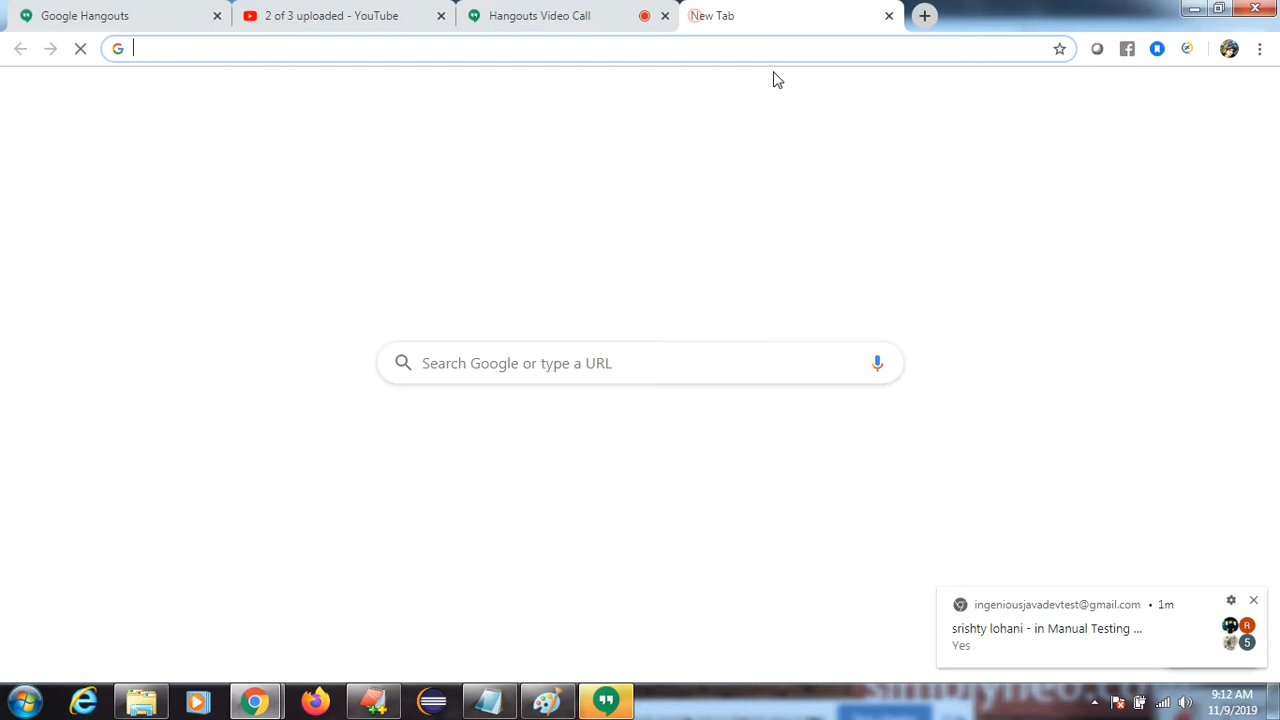 Google Hangouts
2 of 3 uploaded - YouTube
Hangouts Video Call
New Tab
Search Google or type a URL
ingeniousjavadevtest@gmail.com • 1m
srishty lohani - in Manual Testing ...
R
Yes
5
9:12 AM
11/9/2019